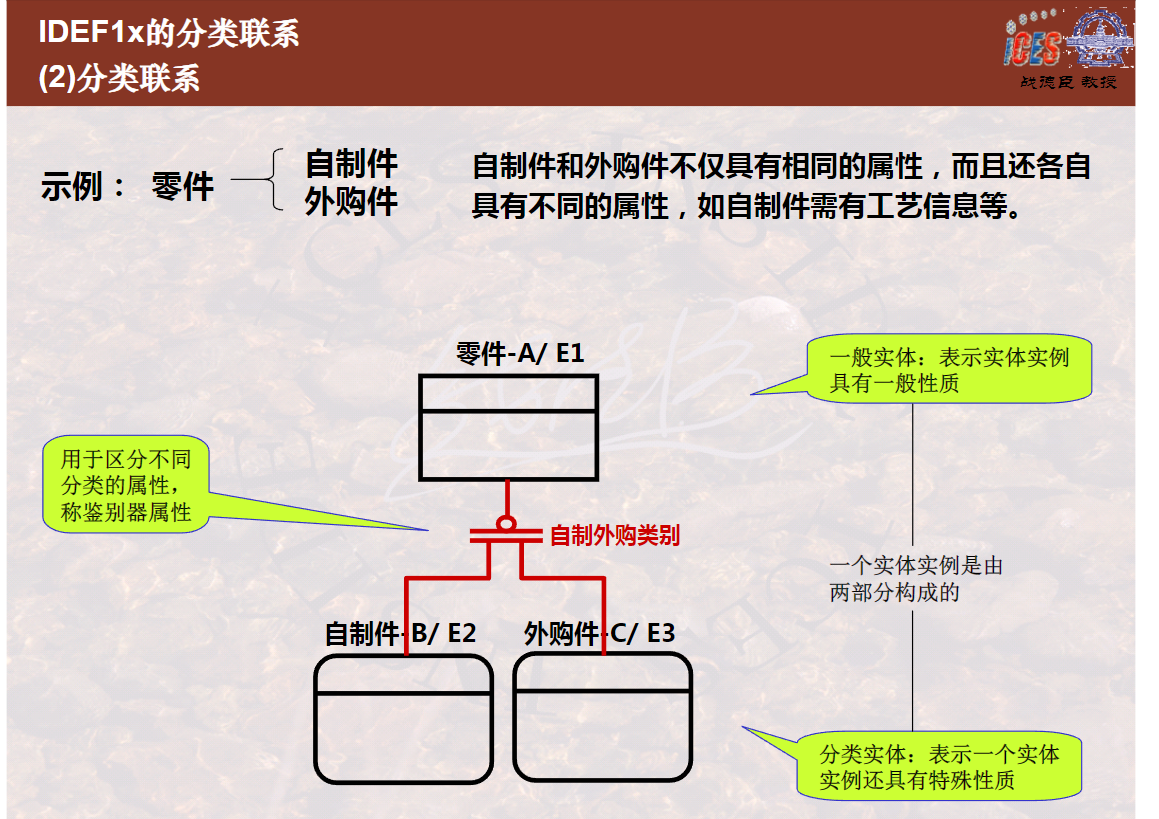 IDEF1x的分类联系
(2)分类联系
iCES
战德臣 教授
示例： 零件
自制件
外购件
自制件和外购件不仅具有相同的属性，而且还各自
具有不同的属性，如自制件需有工艺信息等。
零件-A/ E1
一般实体：表示实体实例
具有一般性质
用于区分不同
分类的属性，
称鉴别器属性
自制外购类别
一个实体实例是由
两部分构成的
自制件-B/ E2
外购件-C/ E3
分类实体：表示一个实体
实例还具有特殊性质